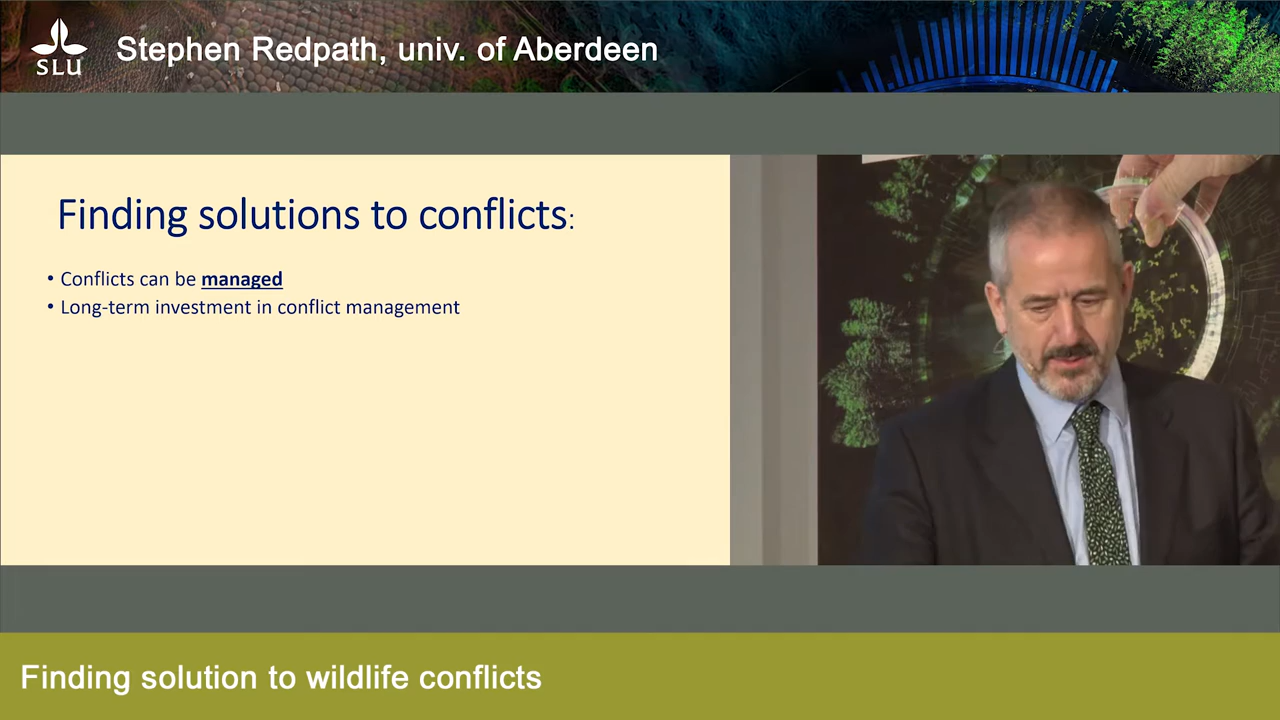 SLU
Stephen Redpath, univ. of Aberdeen
Finding solutions to conflicts:
• Conflicts can be managed
• Long-term investment in conflict management
Finding solution to wildlife conflicts